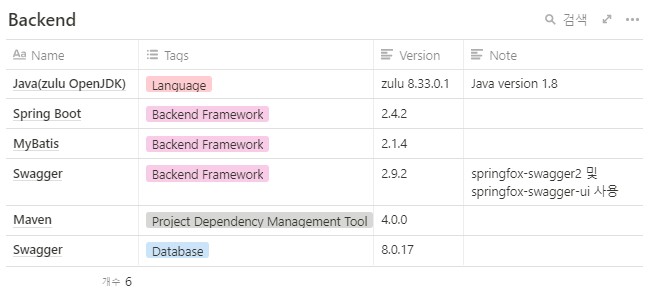 Backend 검색
Aa Name Tags Version Note
Java(zulu OpenJDK) Language zulu 8.33.0.1 Java version 1.8
Spring Boot Backend Framework 2.4.2
MyBatis Backend Framework 2.1.4
Swagger Backend Framework 2.9.2 springfox-swagger2 및
springfox-swagger-ui 사용
Maven Project Dependency Management Tool 4.0.0
Swagger Database 8.0.17
개수 6